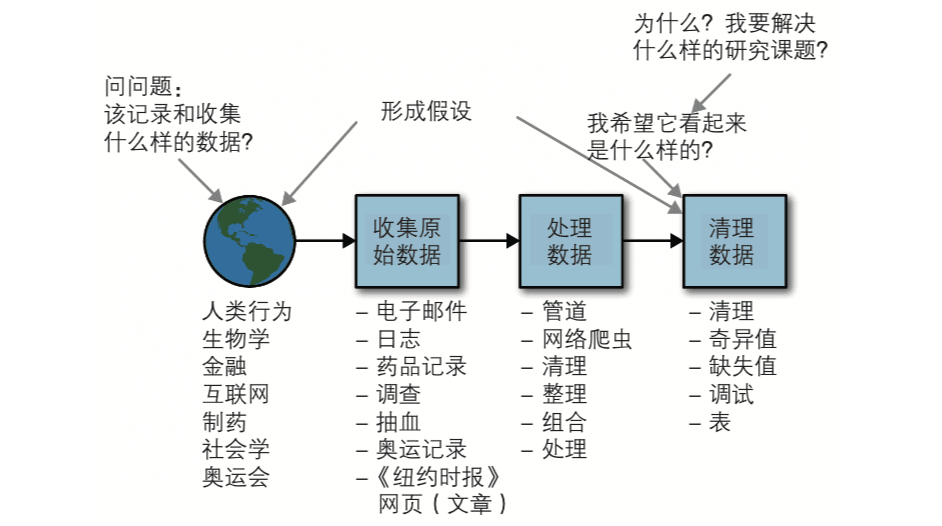 为什么？我要解决
什么样的研究课题？
问问题：
该记录和收集
什么样的数据？
形成假设
我希望它看起来
是什么样的？
收集原
始数据
处理
数据
清理
数据
人类行为
生物学
金融
互联网
制药
社会学
奥运会
– 电子邮件
– 日志
– 药品记录
– 调查
– 抽血
– 奥运记录
–《纽约时报》
网页（文章）
– 管道
– 网络爬虫
– 清理
– 整理
– 组合
– 处理
– 清理
– 奇异值
– 缺失值
– 调试
– 表